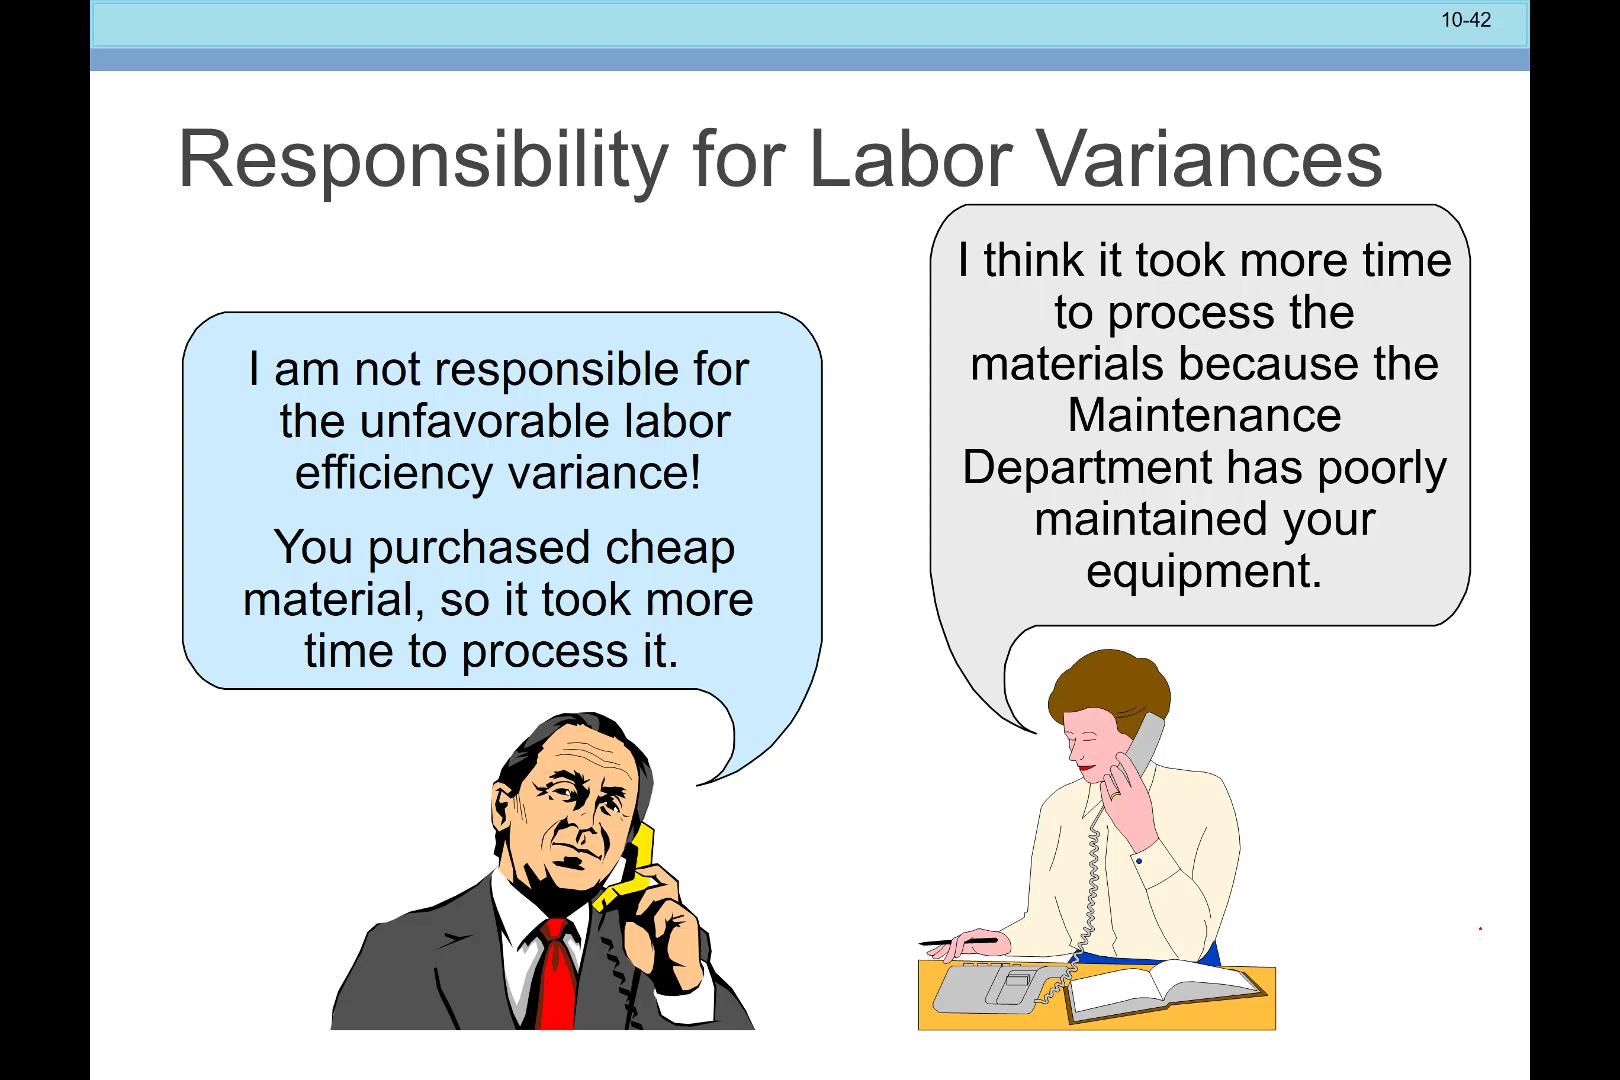 10-42
Responsibility for Labor Variances
I am not responsible for
the unfavorable labor
efficiency variance!
You purchased cheap
material, so it took more
time to process it.
I think it took more time
to process the
materials because the
Maintenance
Department has poorly
maintained your
equipment.